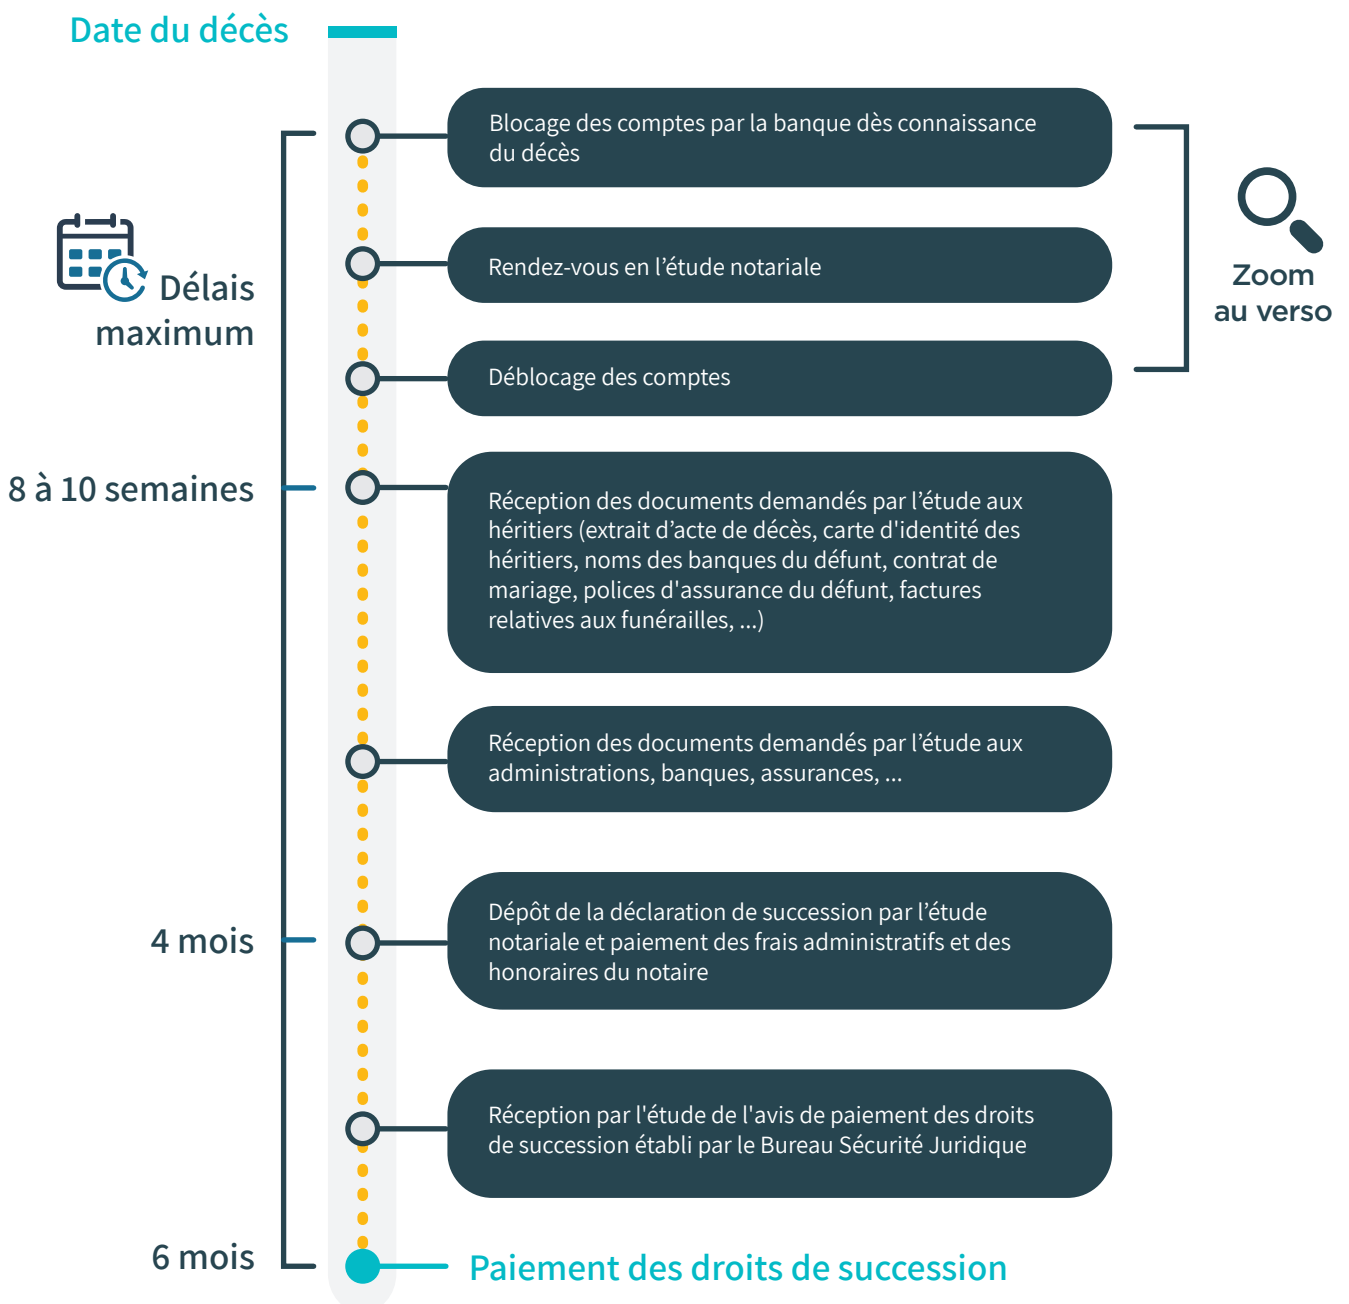 Date du décès
Blocage des comptes par la banque dès connaissance
du décès
Rendez-vous en l’étude notariale
Zoom
au verso
Délais
maximum
Déblocage des comptes
8 à 10 semaines
Réception des documents demandés par l’étude aux
héritiers (extrait d’acte de décès, carte d'identité des
héritiers, noms des banques du défunt, contrat de
mariage, polices d'assurance du défunt, factures
relatives aux funérailles, ...)
Réception des documents demandés par l’étude aux
administrations, banques, assurances, ...
4 mois
Dépôt de la déclaration de succession par l’étude
notariale et paiement des frais administratifs et des
honoraires du notaire
Réception par l'étude de l'avis de paiement des droits
de succession établi par le Bureau Sécurité Juridique
6 mois
Paiement des droits de succession